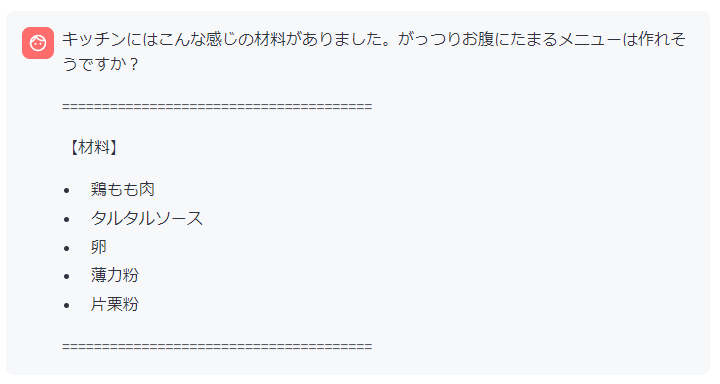 キッチンにはこんな感じの材料がありました。がっつりお腹にたまるメニューは作れそ
うですか？
=======================================
【材料】
• 鶏もも肉
• タルタルソース
• 卵
• 薄力粉
• 片栗粉
=======================================